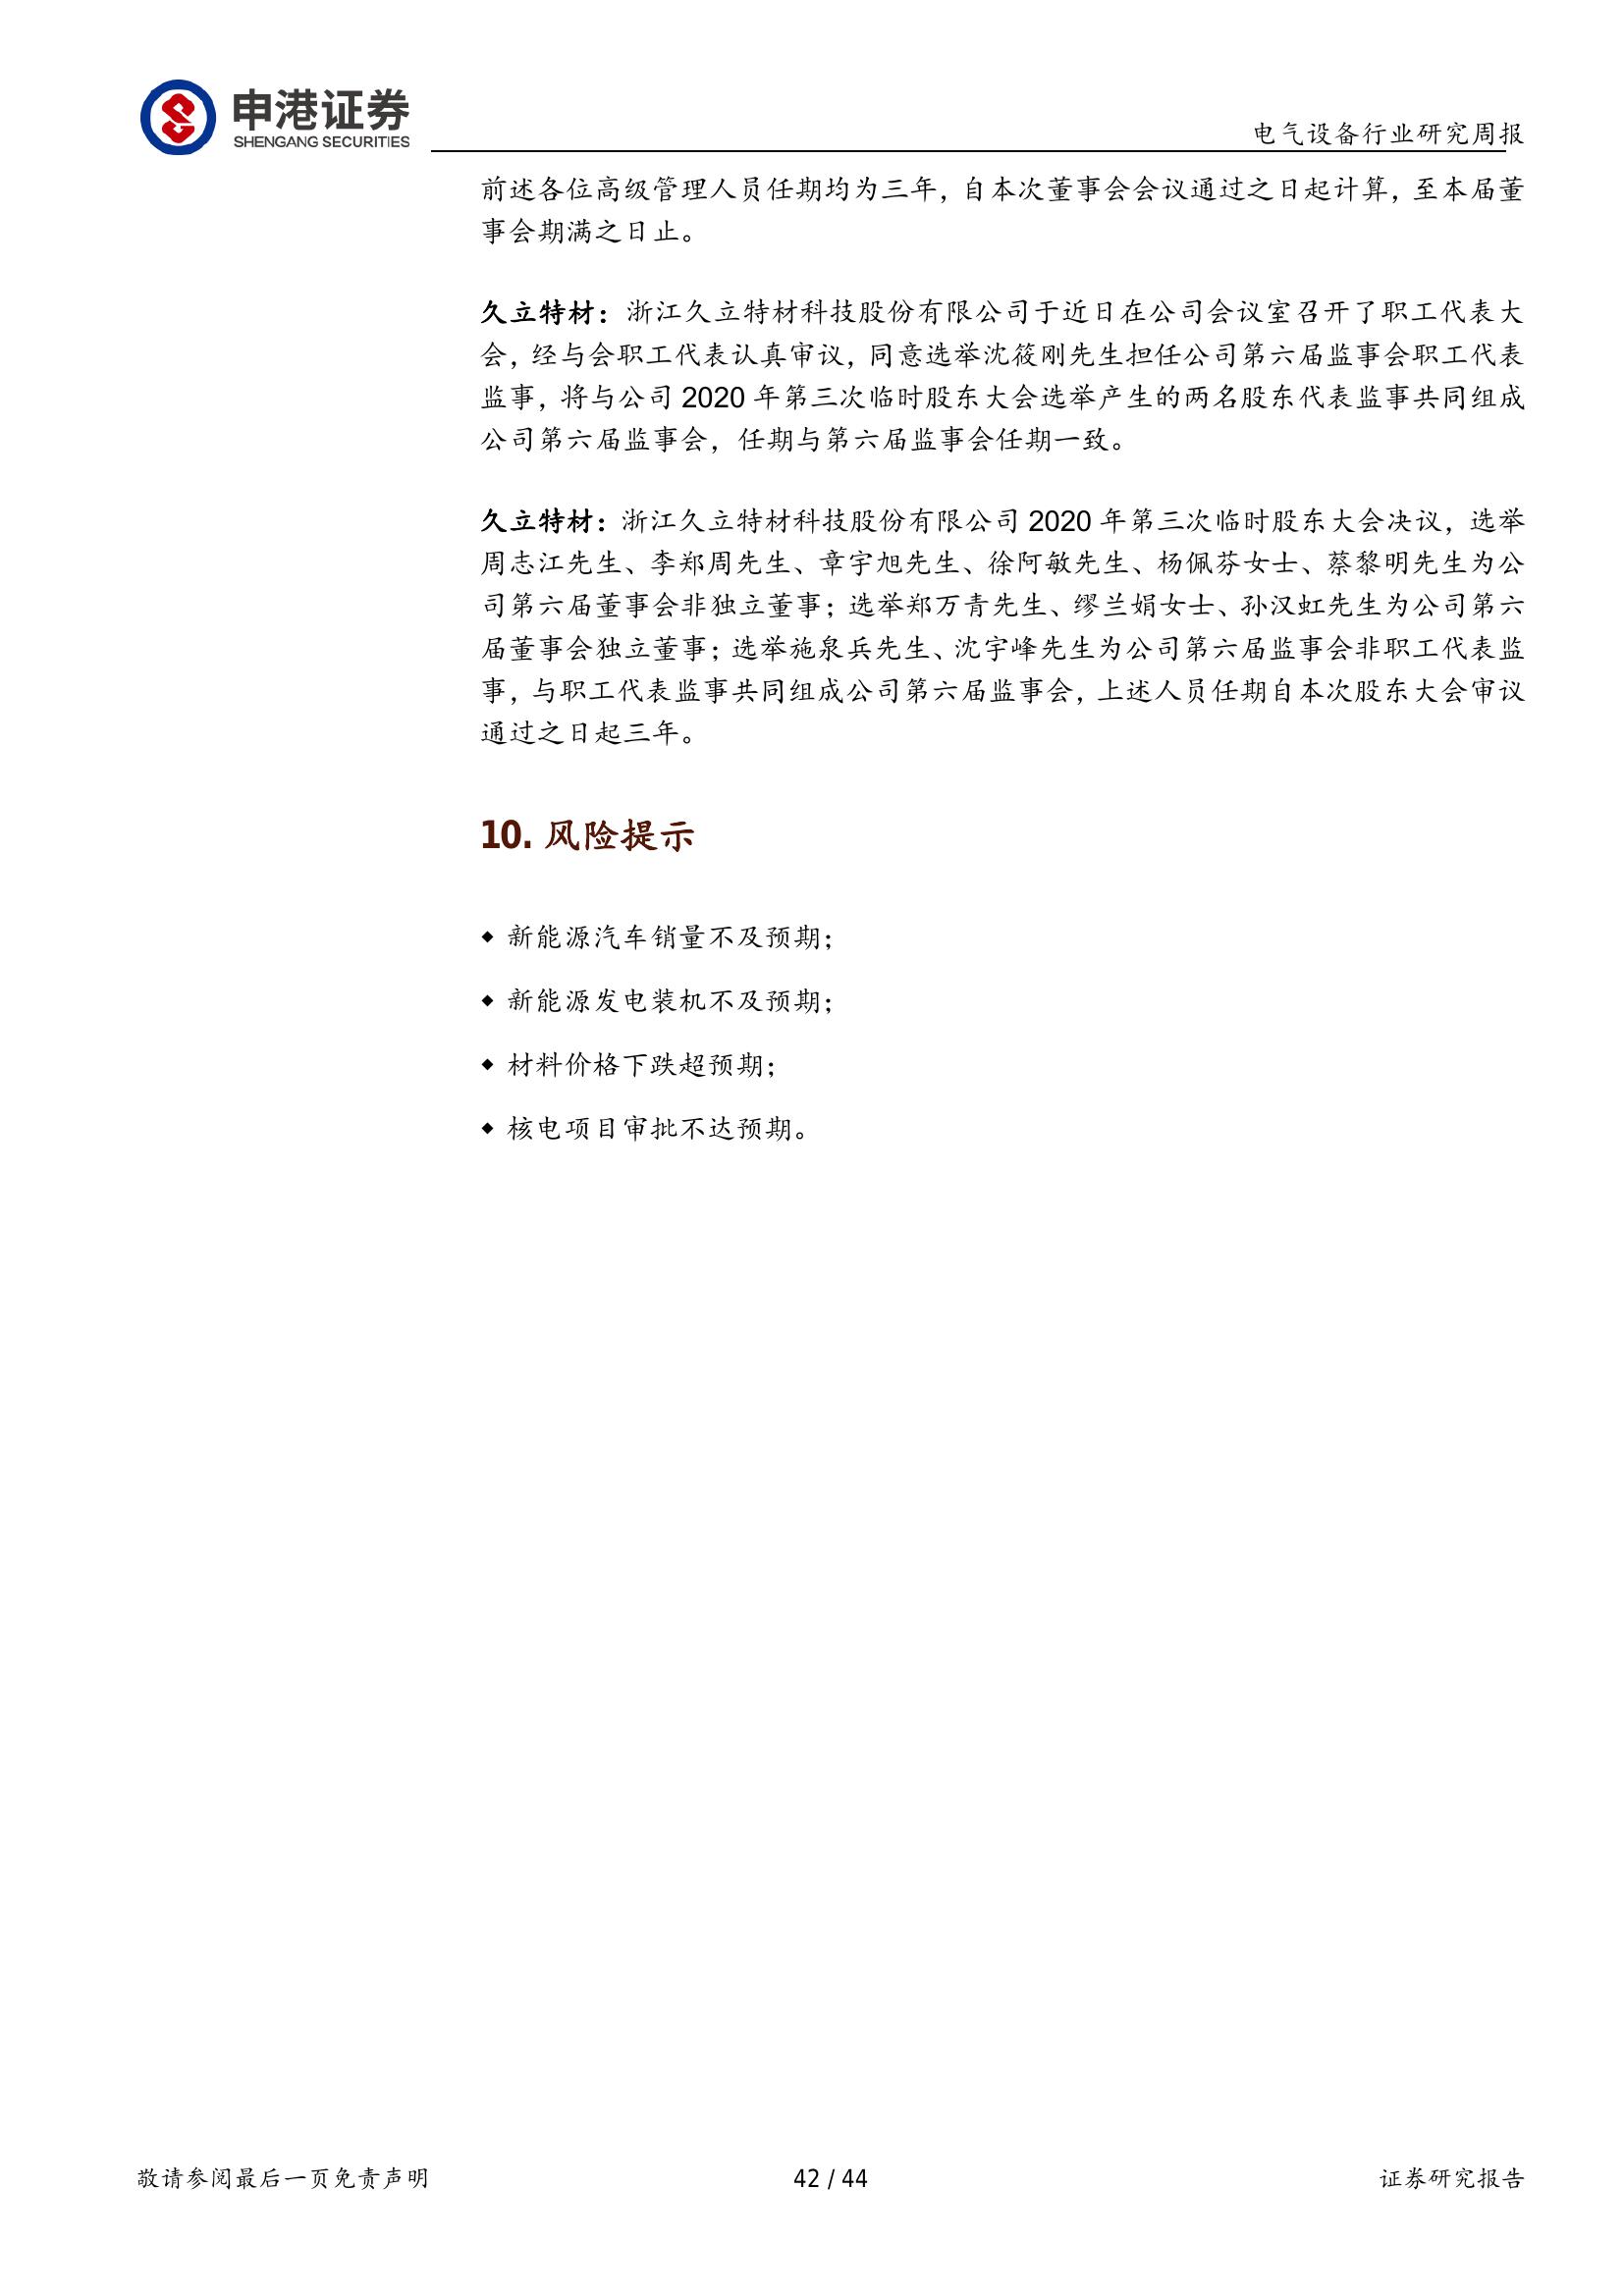 申港证券
SHENGANG SECURITIES
电气设备行业研究周报
前述各位高级管理人员任期均为三年，自本次董事会会议通过之日起计算，至本届董
事会期满之日止。
久立特材：浙江久立特材科技股份有限公司于近日在公司会议室召开了职工代表大
会，经与会职工代表认真审议，同意选举沈筱刚先生担任公司第六届监事会职工代表
监事，将与公司 2020 年第三次临时股东大会选举产生的两名股东代表监事共同组成
公司第六届监事会，任期与第六届监事会任期一致。
久立特材：浙江久立特材科技股份有限公司 2020 年第三次临时股东大会决议，选举
周志江先生、李郑周先生、章宇旭先生、徐阿敏先生、杨佩芬女士、蔡黎明先生为公
司第六届董事会非独立董事；选举郑万青先生、缪兰娟女士、孙汉虹先生为公司第六
届董事会独立董事；选举施泉兵先生、沈宇峰先生为公司第六届监事会非职工代表监
事，与职工代表监事共同组成公司第六届监事会，上述人员任期自本次股东大会审议
通过之日起三年。
10. 风险提示
◆ 新能源汽车销量不及预期；
◆ 新能源发电装机不及预期；
◆ 材料价格下跌超预期；
◆ 核电项目审批不达预期。
敬请参阅最后一页免责声明
42 / 44
证券研究报告